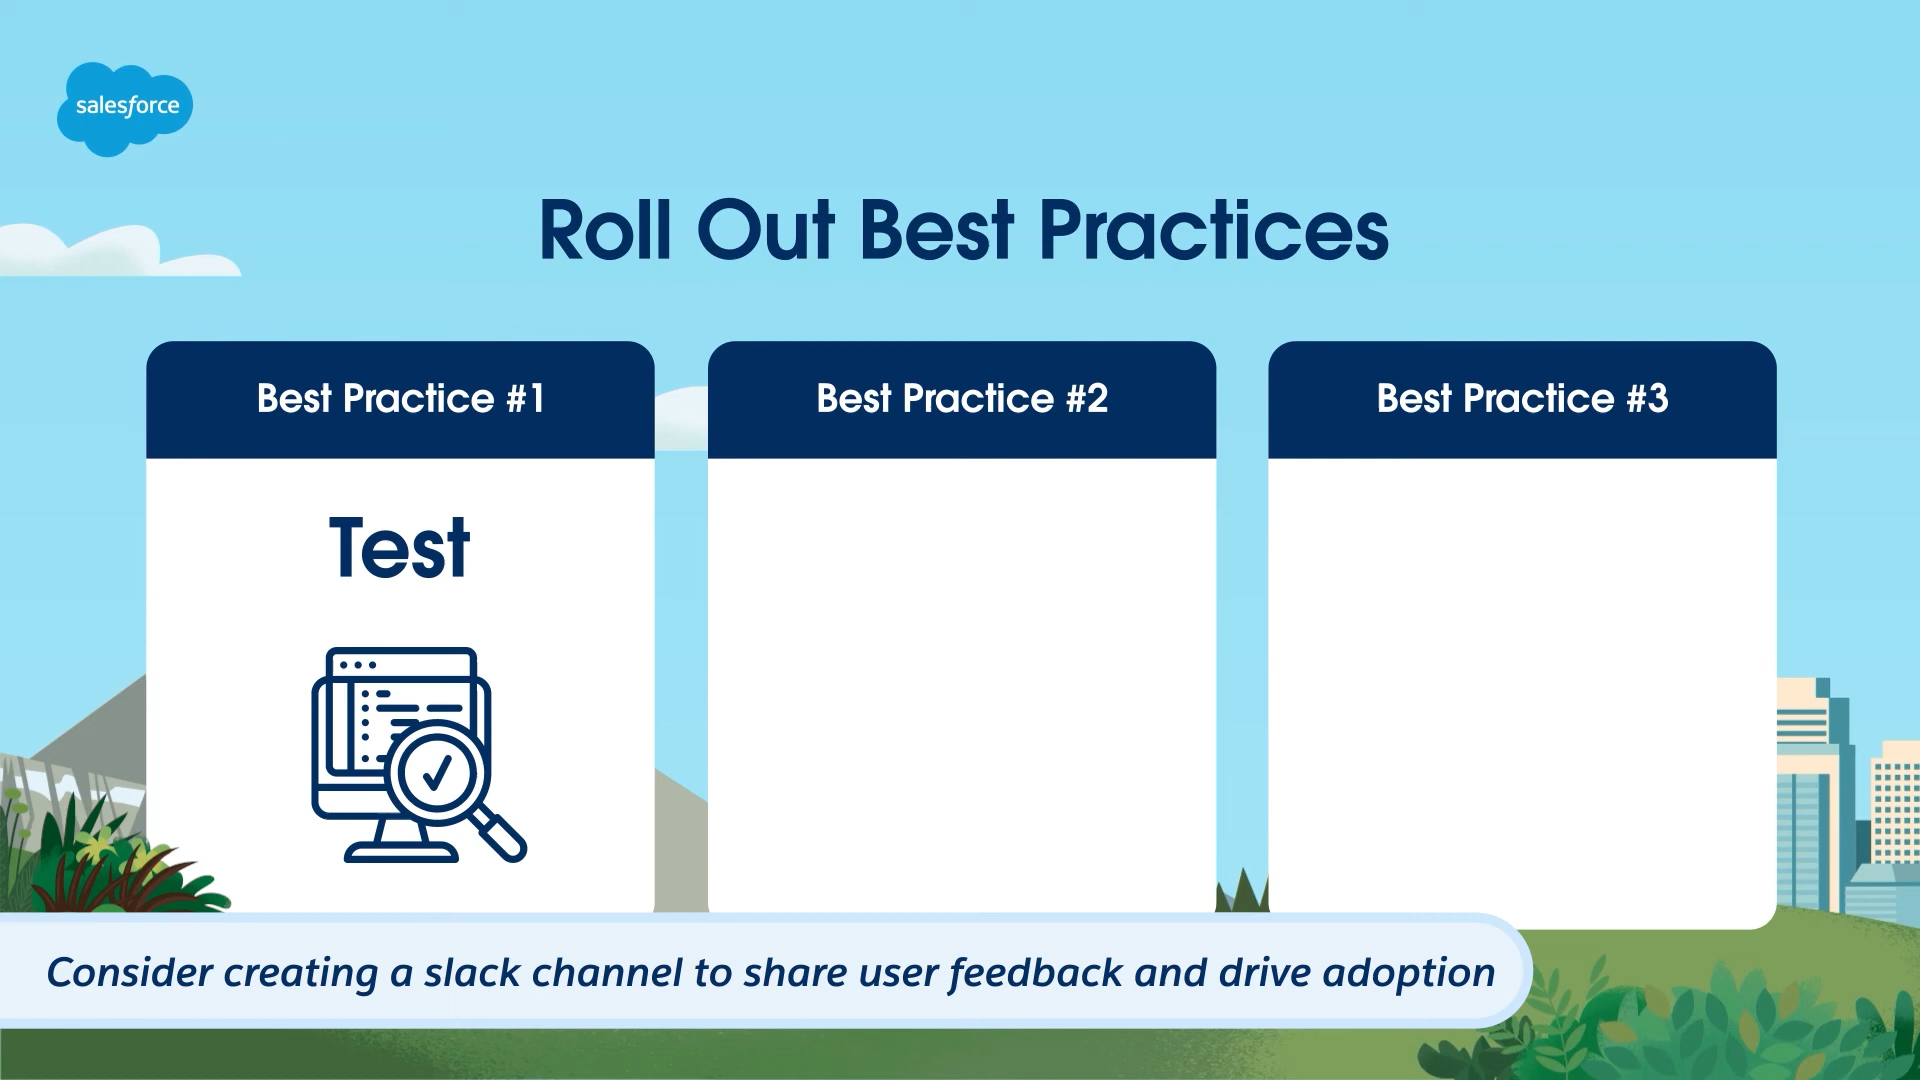 salesforce
Roll Out Best Practices
Best Practice #1
Test
Best Practice #2
Best Practice #3
Consider creating a slack channel to share user feedback and drive adoption